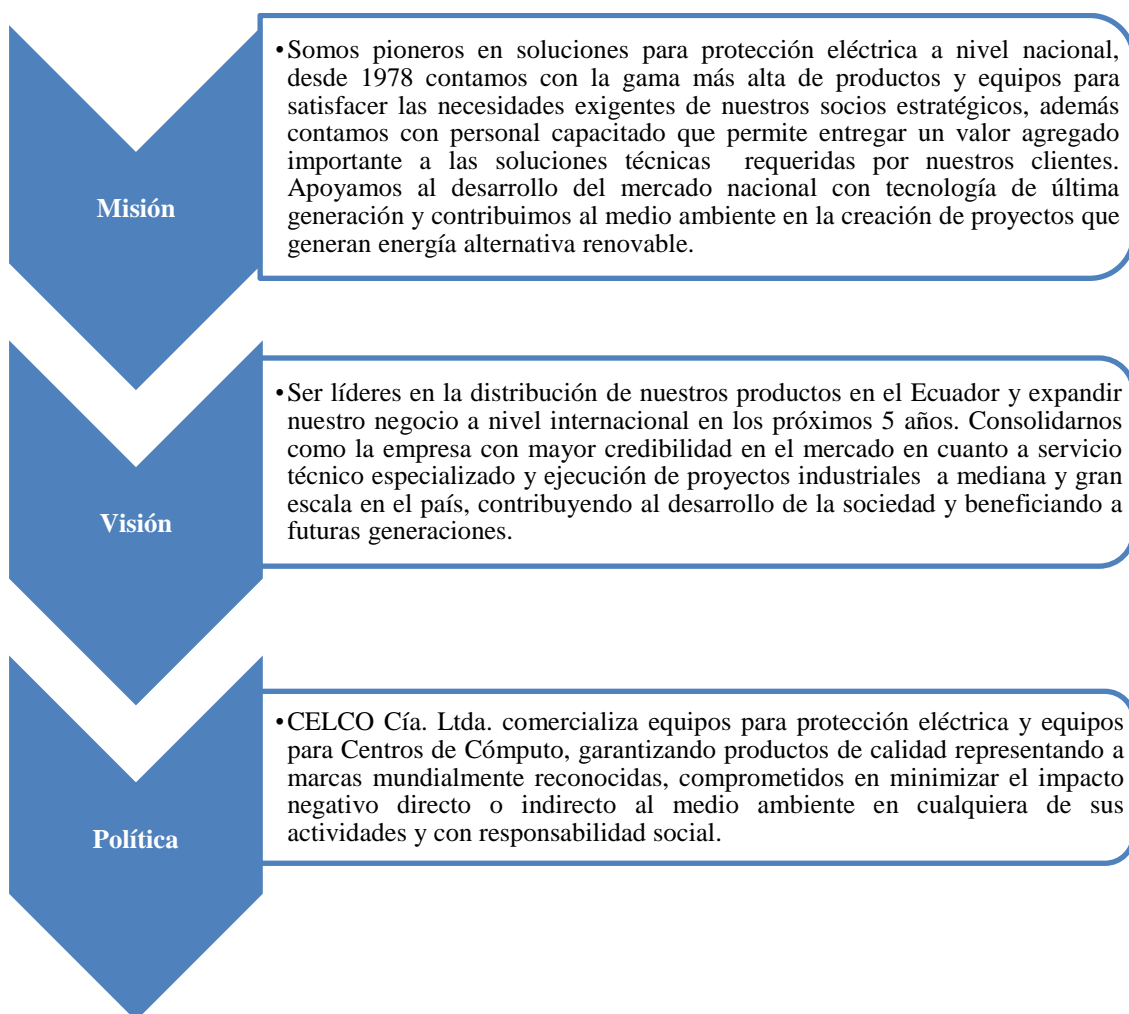 Misión
•Somos pioneros en soluciones para protección eléctrica a nivel nacional,
desde 1978 contamos con la gama más alta de productos y equipos para
satisfacer las necesidades exigentes de nuestros socios estratégicos, además
contamos con personal capacitado que permite entregar un valor agregado
importante a las soluciones técnicas requeridas por nuestros clientes.
Apoyamos al desarrollo del mercado nacional con tecnología de última
generación y contribuimos al medio ambiente en la creación de proyectos que
generan energía alternativa renovable.
Visión
•Ser líderes en la distribución de nuestros productos en el Ecuador y expandir
nuestro negocio a nivel internacional en los próximos 5 años. Consolidarnos
como la empresa con mayor credibilidad en el mercado en cuanto a servicio
técnico especializado y ejecución de proyectos industriales a mediana y gran
escala en el país, contribuyendo al desarrollo de la sociedad y beneficiando a
futuras generaciones.
Política
•CELCO Cía. Ltda. comercializa equipos para protección eléctrica y equipos
para Centros de Cómputo, garantizando productos de calidad representando a
marcas mundialmente reconocidas, comprometidos en minimizar el impacto
negativo directo o indirecto al medio ambiente en cualquiera de sus
actividades y con responsabilidad social.